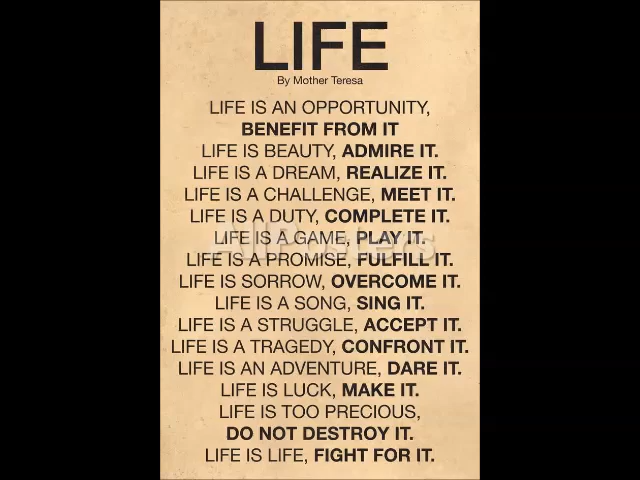 LIFE
By Mother Teresa
LIFE IS AN OPPORTUNITY,
BENEFIT FROM IT
LIFE IS BEAUTY, ADMIRE IT.
LIFE IS A DREAM, REALIZE IT.
LIFE IS A CHALLENGE, MEET IT.
LIFE IS A DUTY, COMPLETE IT.
LIFE IS A GAME, PLAY IT.
AllPosters
LIFE IS A PROMISE, FULFILL IT.
LIFE IS SORROW, OVERCOME IT.
LIFE IS A SONG, SING IT.
LIFE IS A STRUGGLE, ACCEPT IT.
LIFE IS A TRAGEDY, CONFRONT IT.
LIFE IS AN ADVENTURE, DARE IT.
LIFE IS LUCK, MAKE IT.
LIFE IS TOO PRECIOUS,
DO NOT DESTROY IT.
LIFE IS LIFE, FIGHT FOR IT.